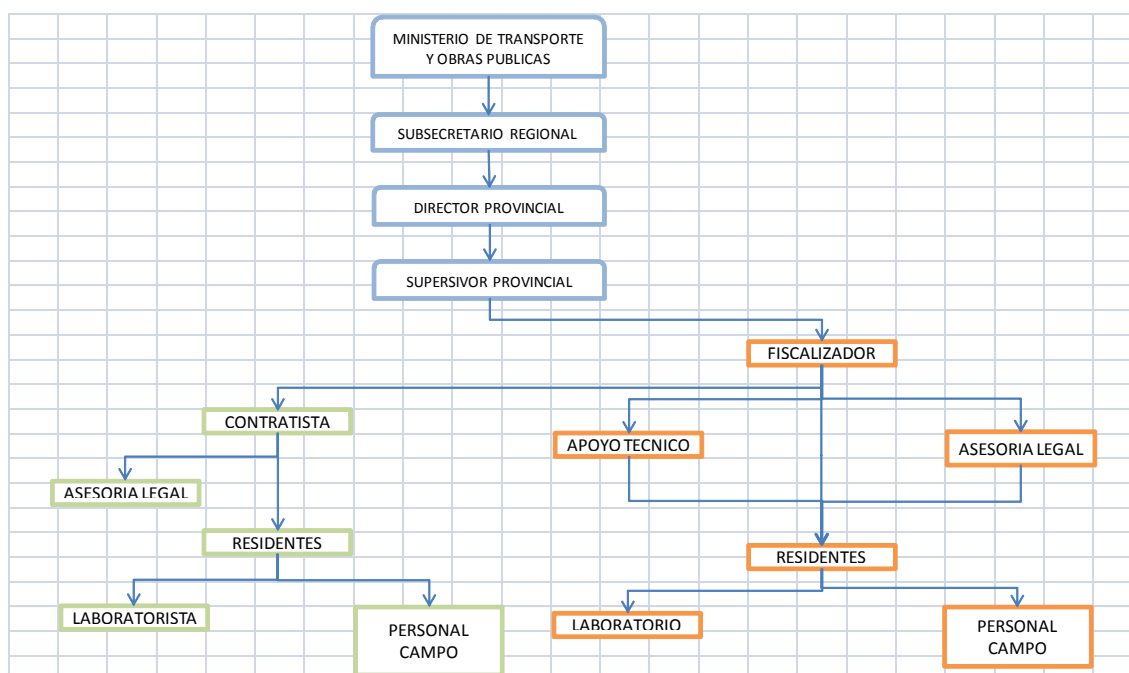 MINISTERIO DE TRANSPORTE
Y OBRAS PUBLICAS
SUBSECRETARIO REGIONAL
DIRECTOR PROVINCIAL
SUPERSIVOR PROVINCIAL
FISCALIZADOR
CONTRATISTA
APOYO TECNICO
ASESORIA LEGAL
ASESORIA LEGAL
RESIDENTES
RESIDENTES
LABORATORISTA
PERSONAL
CAMPO
LABORATORIO
PERSONAL
CAMPO